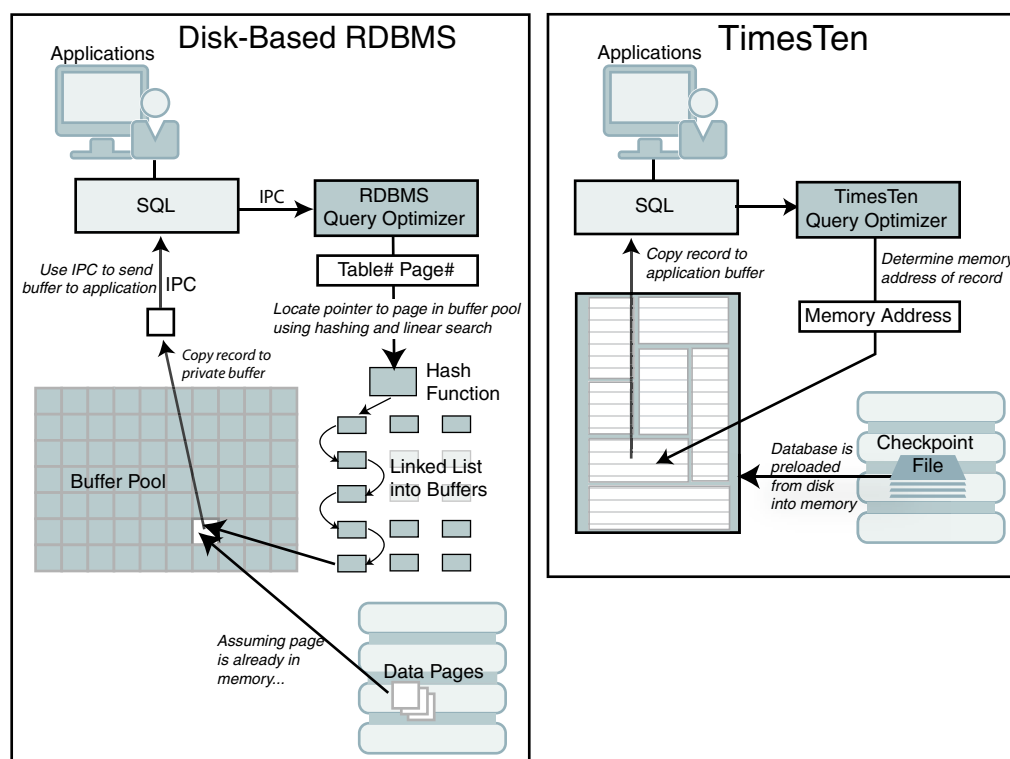 Disk-Based RDBMS
Applications
SQL
IPC
RDBMS
Query Optimizer
Table# Page#
Use IPC to send
buffer to application
IPC
Locate pointer to page in buffer pool
using hashing and linear search
Copy record to
private buffer
Hash
Function
Buffer Pool
Linked List
into Buffers
Assuming page
is already in
memory...
Data Pages
TimesTen
Applications
SQL
TimesTen
Query Optimizer
Copy record to
application buffer
Determine memory
address of record
Memory Address
Database is
preloaded
from disk
into memory
Checkpoint
File